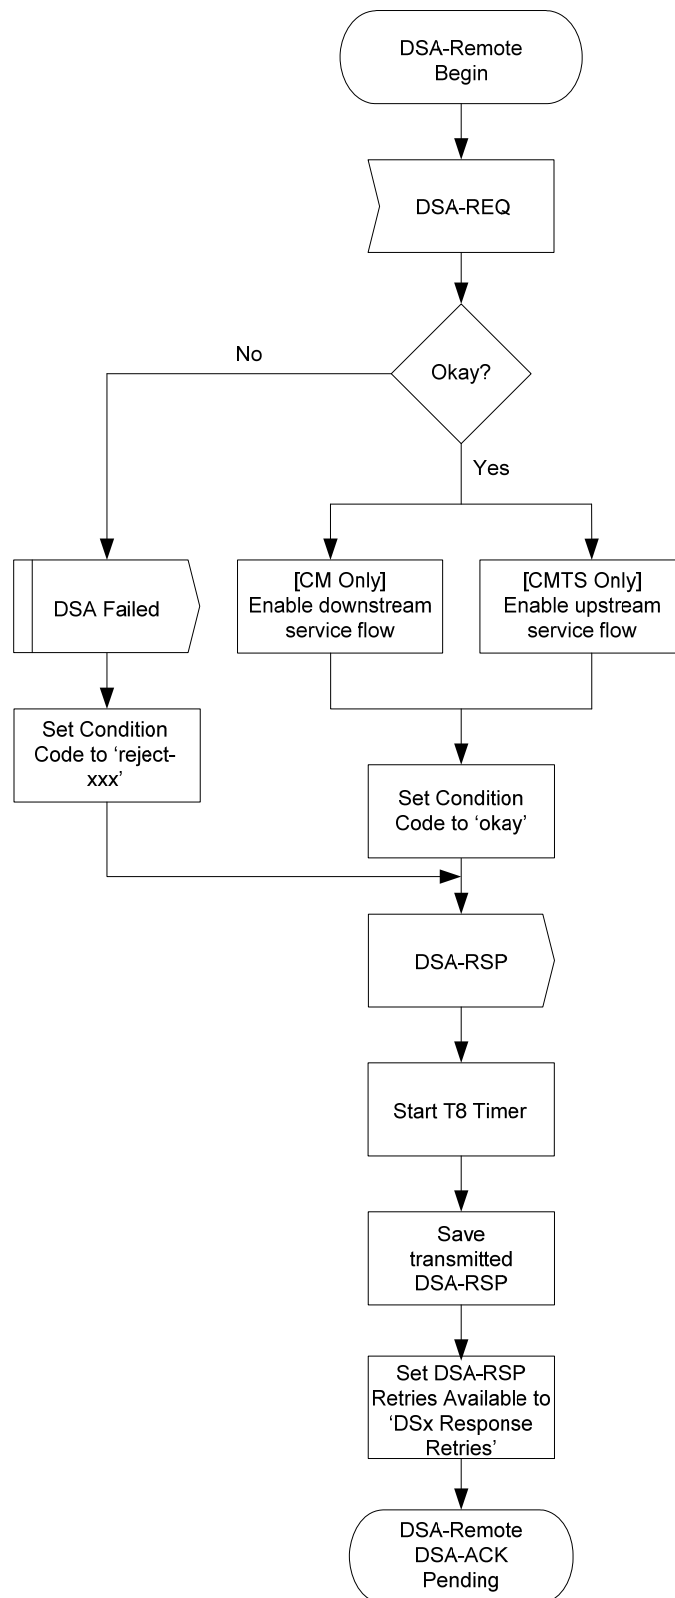 DSA-Remote
Begin
DSA-REQ
Okay?
No
Yes
DSA Failed
[CM Only]
Enable downstream
service flow
[CMTS Only]
Enable upstream
service flow
Set Condition
Code to ‘reject-
xxx’
Set Condition
Code to ‘okay’
DSA-RSP
Start T8 Timer
Save
transmitted
DSA-RSP
Set DSA-RSP
Retries Available to
‘DSx Response
Retries’
DSA-Remote
DSA-ACK
Pending